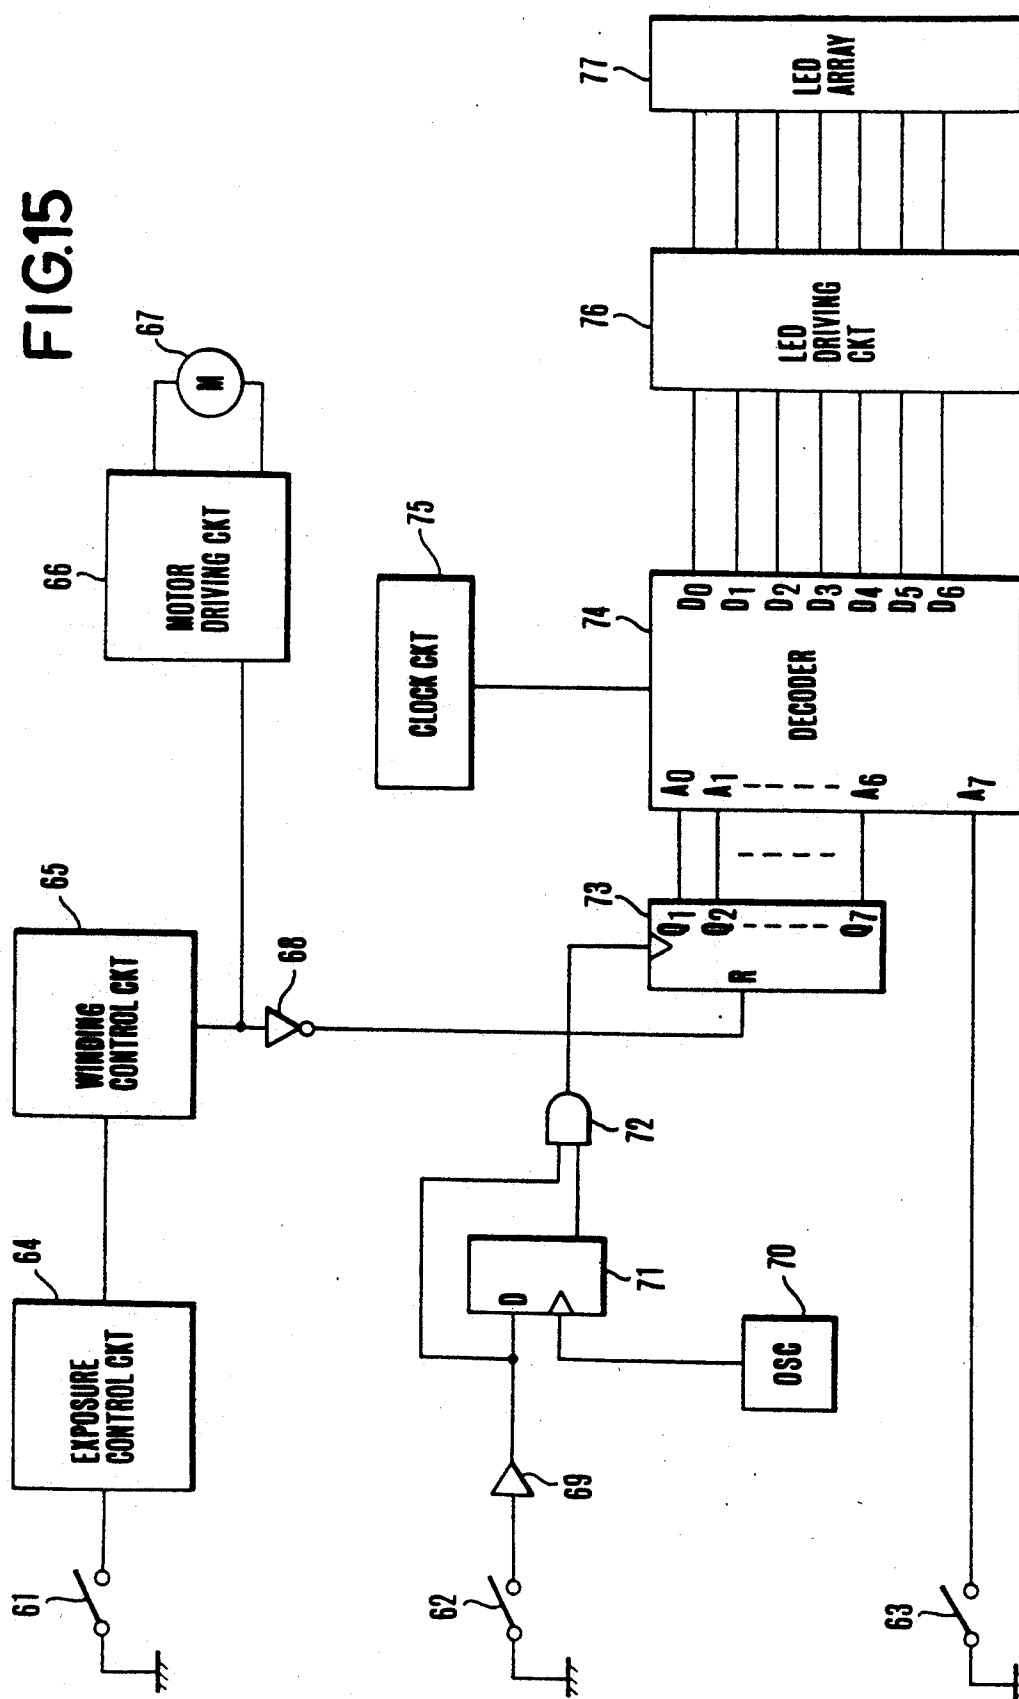 FIG.15
61
EXPOSURE
CONTROL CKT
64
WINDING
CONTROL CKT
65
MOTOR
DRIVING CKT
66
M
67
68
CLOCK CKT
75
62
69
D
71
OSC
70
72
73
R
Q1
Q2
Q7
63
A0
A1
A6
A7
DECODER
74
D0
D1
D2
D3
D4
D5
D6
LED
DRIVING
CKT
76
LED
ARRAY
77